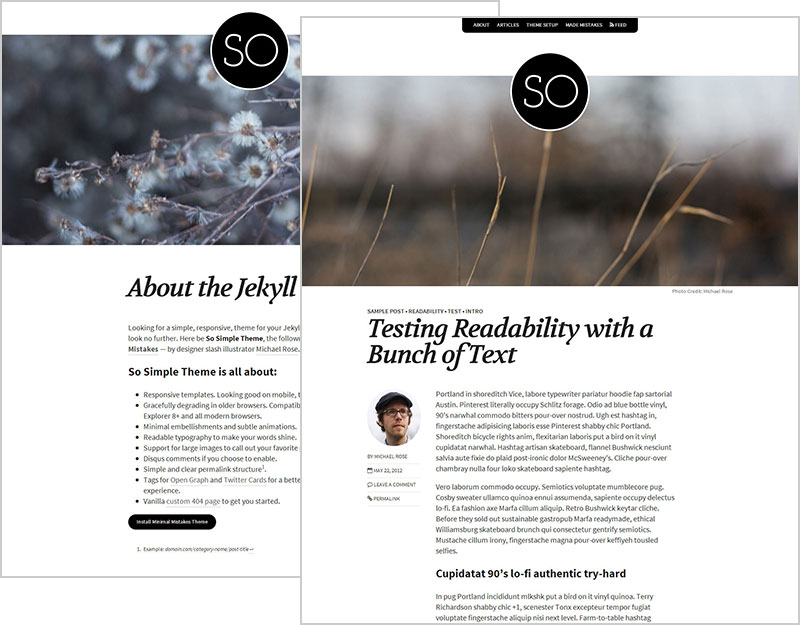 SO
About the Jekyll
Looking for a simple, responsive, theme for your Jekyl
look no further. Here be So Simple Theme, the follow
Mistakes — by designer slash illustrator Michael Rose.
So Simple Theme is all about:
Responsive templates. Looking good on mobile, t
Gracefully degrading in older browsers. Compatib
Explorer 8+ and all modern browsers.
Minimal embellishments and subtle animations.
Readable typography to make your words shine.
Support for large images to call out your favorite
Disqus comments if you choose to enable.
Simple and clear permalink structure1.
Tags for Open Graph and Twitter Cards for a bette
experience.
Vanilla custom 404 page to get you started.
Install Minimal Mistakes Theme
1. Example: domain.com/category-name/post-title ↩
ABOUT ARTICLES THEME SETUP MADE MISTAKES FEED
SO
Photo Credit: Michael Rose
SAMPLE POST • READABILITY • TEST • INTRO
Testing Readability with a
Bunch of Text
BY MICHAEL ROSE
MAY 22, 2012
LEAVE A COMMENT
PERMALINK
Portland in shoreditch Vice, labore typewriter pariatur hoodie fap sartorial
Austin. Pinterest literally occupy Schlitz forage. Odio ad blue bottle vinyl,
90's narwhal commodo bitters pour-over nostrud. Ugh est hashtag in,
fingerstache adipisicing laboris esse Pinterest shabby chic Portland.
Shoreditch bicycle rights anim, flexitarian laboris put a bird on it vinyl
cupidatat narwhal. Hashtag artisan skateboard, flannel Bushwick nesciunt
salvia aute fixie do plaid post-ironic dolor McSweeney's. Cliche pour-over
chambray nulla four loko skateboard sapiente hashtag.
Vero laborum commodo occupy. Semiotics voluptate mumblecore pug.
Cosby sweater ullamco quinoa ennui assumenda, sapiente occupy delectus
lo-fi. Ea fashion axe Marfa cillum aliquip. Retro Bushwick keytar cliche.
Before they sold out sustainable gastropub Marfa readymade, ethical
Williamsburg skateboard brunch qui consectetur gentrify semiotics.
Mustache cillum irony, fingerstache magna pour-over keffiyeh tousled
selfies.
Cupidatat 90's lo-fi authentic try-hard
In pug Portland incididunt mlkshk put a bird on it vinyl quinoa. Terry
Richardson shabby chic +1, scenester Tonx excepteur tempor fugiat
voluptate fingerstache aliquip nisi next level. Farm-to-table hashtag